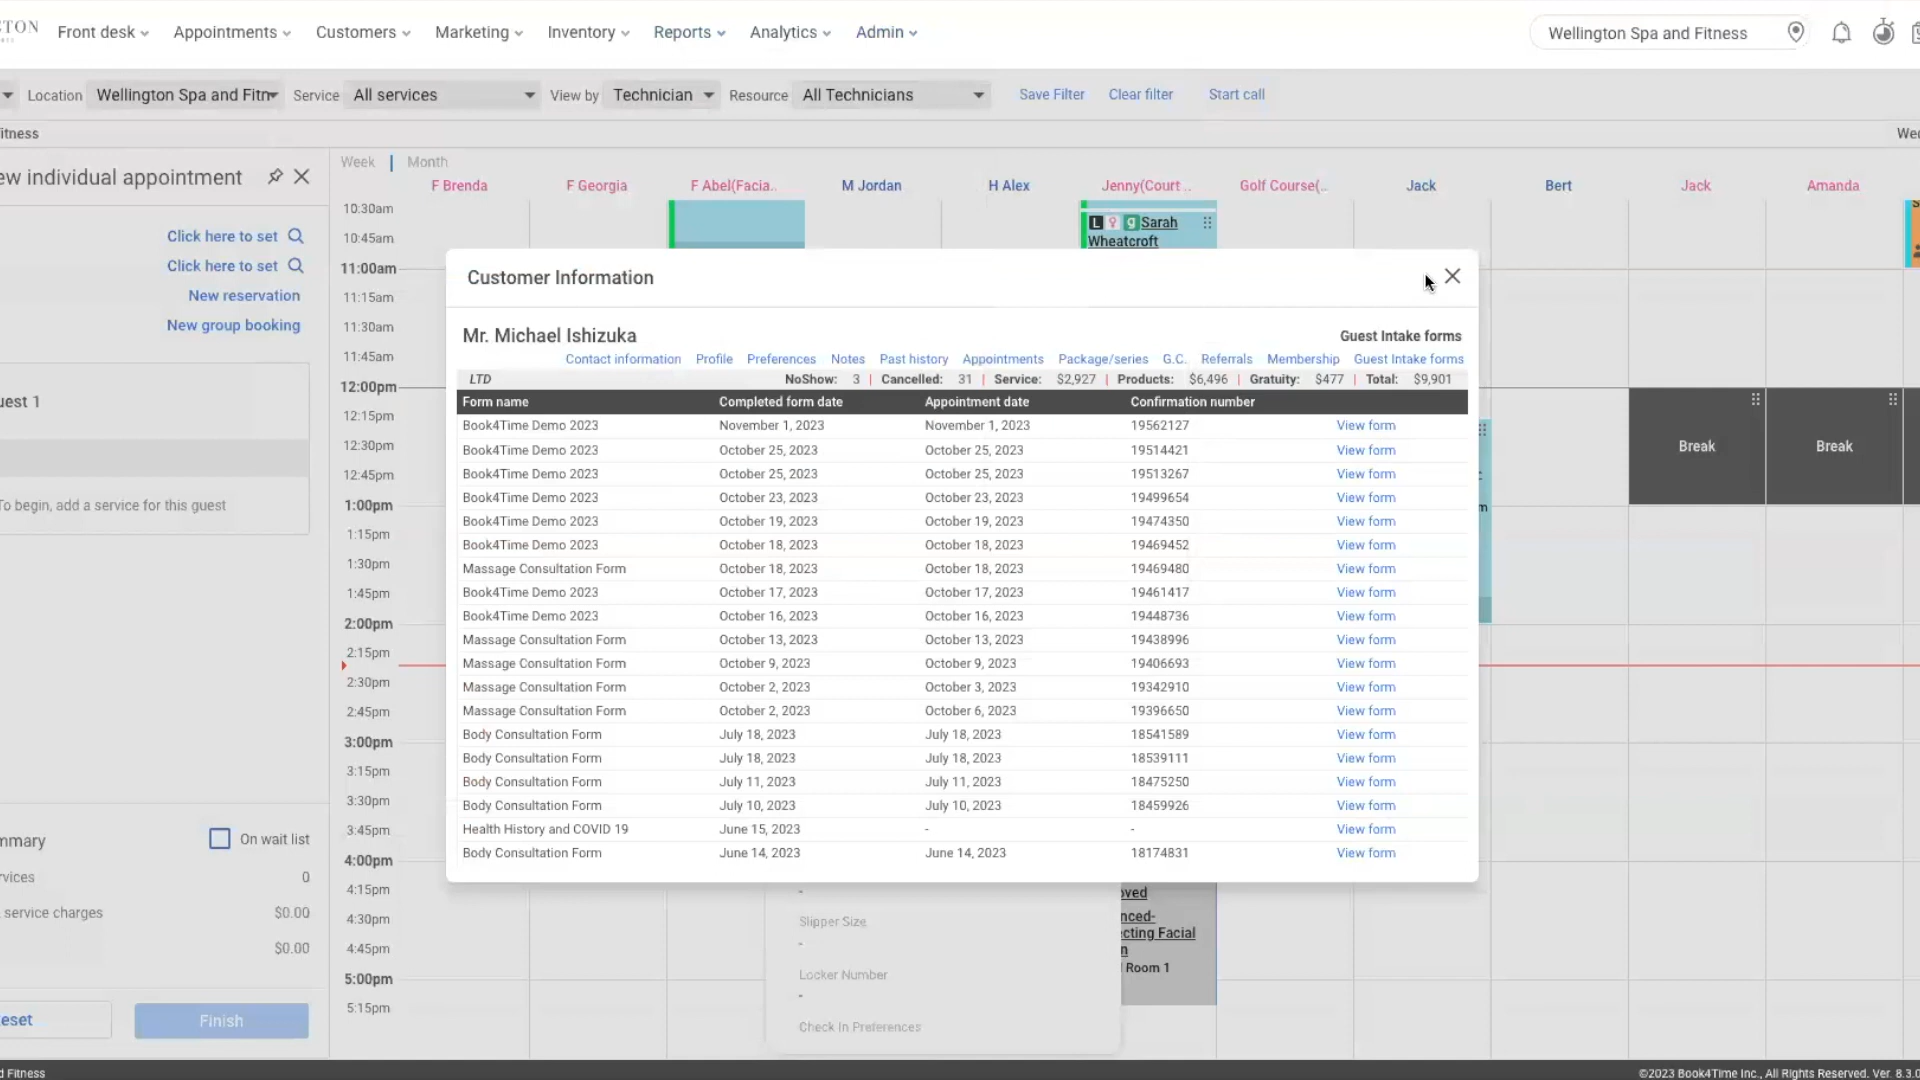 TON
Front desk Appointments Customers Marketing Inventory Reports Analytics Admin Wellington Spa and Fitness
Location Wellington Spa and Fitn Service All services View by Technician Resource All Technicians Save Filter Clear filter Start call
itness Wed
ew individual appointment
Click here to set
Click here to set
New reservation
New group booking
uest 1
To begin, add a service for this guest
mmary On wait list
rvices 0
service charges $0.00
$0.00
eset Finish
Week | Month
F Brenda F Georgia F Abel(Facia.. M Jordan H Alex Jenny(Court .. Golf Course(.. Jack Bert Jack Amanda
10:30am
10:45am
11:00am
11:15am
11:30am
11:45am
12:00pm
12:15pm
12:30pm
12:45pm
1:00pm
1:15pm
1:30pm
1:45pm
2:00pm
2:15pm
2:30pm
2:45pm
3:00pm
3:15pm
3:30pm
3:45pm
4:00pm
4:15pm
4:30pm
4:45pm
5:00pm
5:15pm
L g Sarah
Wheatcroft
Break Break
Customer Information
Mr. Michael Ishizuka Guest Intake forms
Contact information Profile Preferences Notes Past history Appointments Package/series G.C. Referrals Membership Guest Intake forms
LTD NoShow: 3 | Cancelled: 31 | Service: $2,927 | Products: $6,496 | Gratuity: $477 | Total: $9,901
Form name Completed form date Appointment date Confirmation number
Book4Time Demo 2023 November 1, 2023 November 1, 2023 19562127 View form
Book4Time Demo 2023 October 25, 2023 October 25, 2023 19514421 View form
Book4Time Demo 2023 October 25, 2023 October 25, 2023 19513267 View form
Book4Time Demo 2023 October 23, 2023 October 23, 2023 19499654 View form
Book4Time Demo 2023 October 19, 2023 October 19, 2023 19474350 View form
Book4Time Demo 2023 October 18, 2023 October 18, 2023 19469452 View form
Massage Consultation Form October 18, 2023 October 18, 2023 19469480 View form
Book4Time Demo 2023 October 17, 2023 October 17, 2023 19461417 View form
Book4Time Demo 2023 October 16, 2023 October 16, 2023 19448736 View form
Massage Consultation Form October 13, 2023 October 13, 2023 19438996 View form
Massage Consultation Form October 9, 2023 October 9, 2023 19406693 View form
Massage Consultation Form October 2, 2023 October 3, 2023 19342910 View form
Massage Consultation Form October 2, 2023 October 6, 2023 19396650 View form
Body Consultation Form July 18, 2023 July 18, 2023 18541589 View form
Body Consultation Form July 18, 2023 July 18, 2023 18539111 View form
Body Consultation Form July 11, 2023 July 11, 2023 18475250 View form
Body Consultation Form July 10, 2023 July 10, 2023 18459926 View form
Health History and COVID 19 June 15, 2023 - - View form
Body Consultation Form June 14, 2023 June 14, 2023 18174831 View form
-
Slipper Size
-
Locker Number
-
Check In Preferences
oved
nced-
cting Facial
n
Room 1
d Fitness ©2023 Book4Time Inc., All Rights Reserved. Ver. 8.3.0